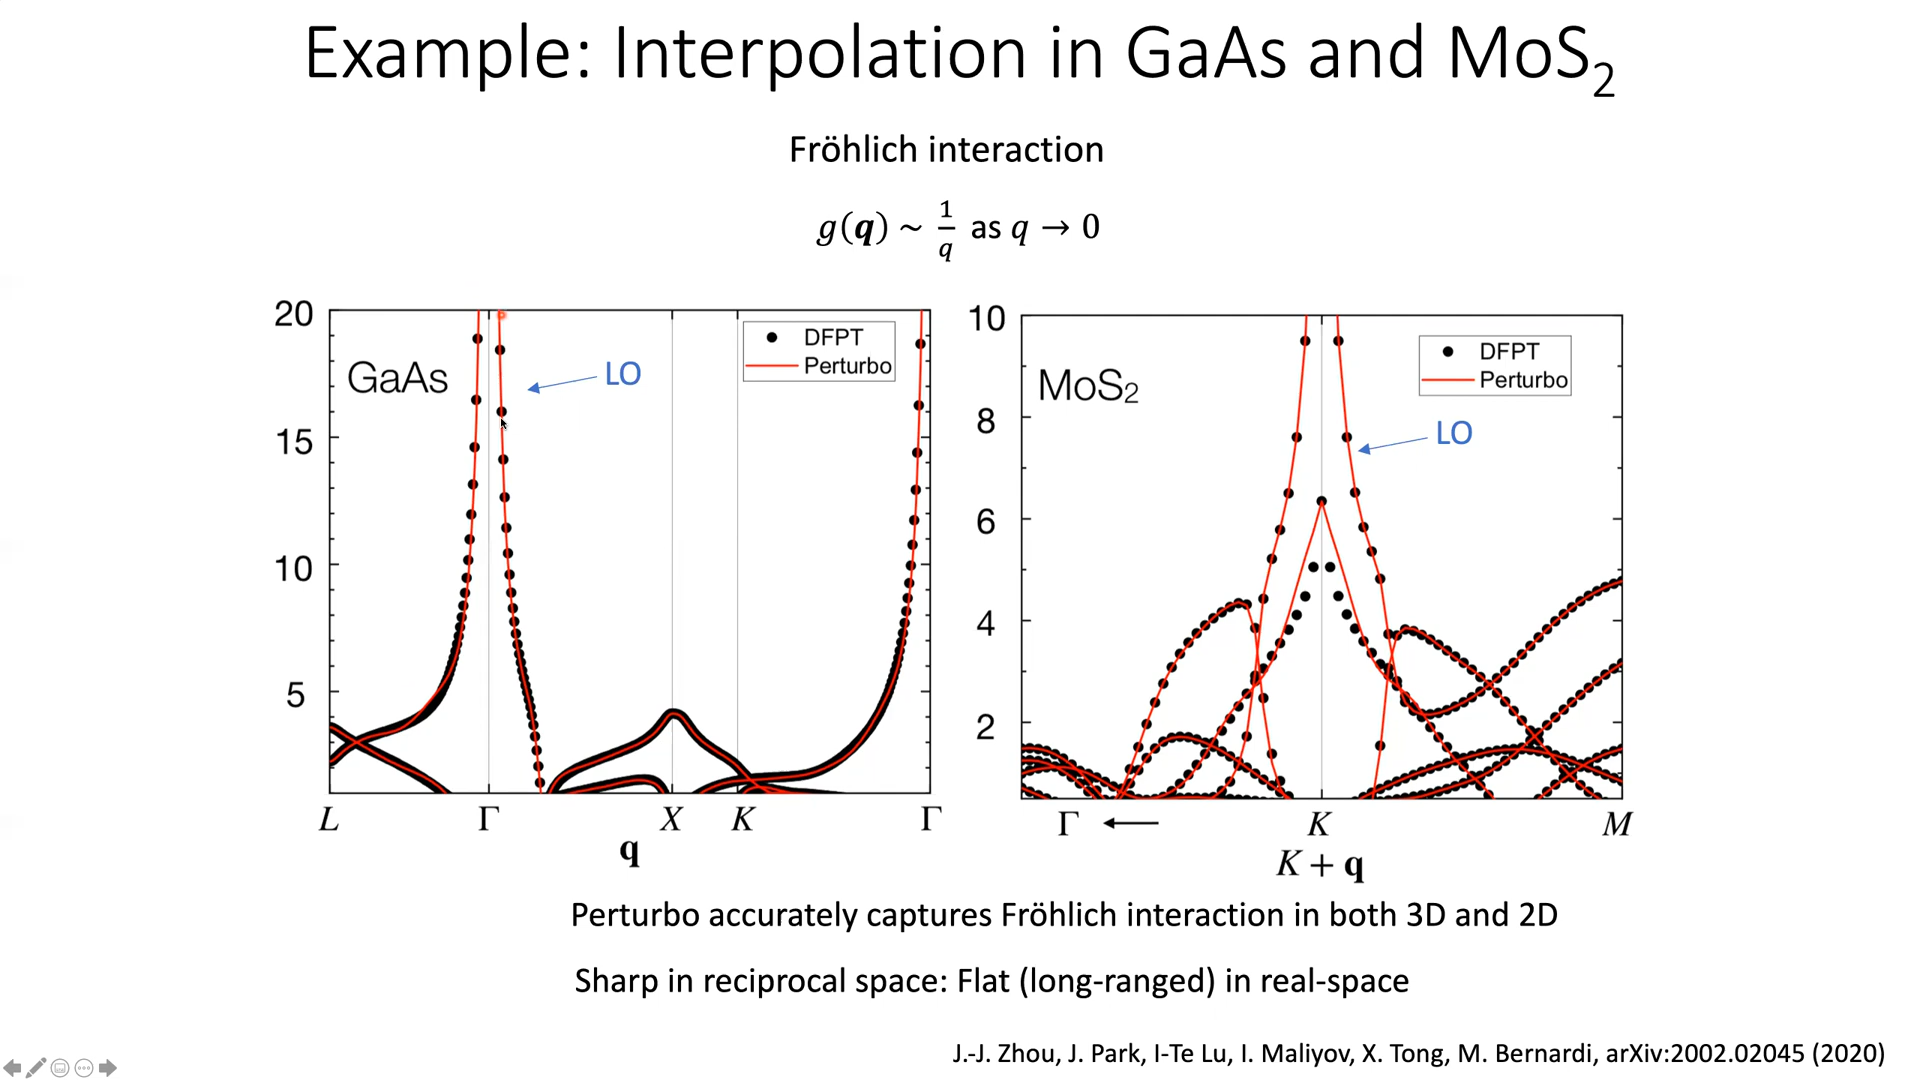 Example: Interpolation in GaAs and MoS₂
Fröhlich interaction
g(q) ~ 1/q as q → 0
20
15
10
5
GaAs
LO
DFPT
Perturbo
L Γ X K Γ
q
10
8
6
4
2
MoS₂
DFPT
Perturbo
LO
Γ ← K M
K + q
Perturbo accurately captures Fröhlich interaction in both 3D and 2D
Sharp in reciprocal space: Flat (long-ranged) in real-space
J.-J. Zhou, J. Park, I-Te Lu, I. Maliyov, X. Tong, M. Bernardi, arXiv:2002.02045 (2020)